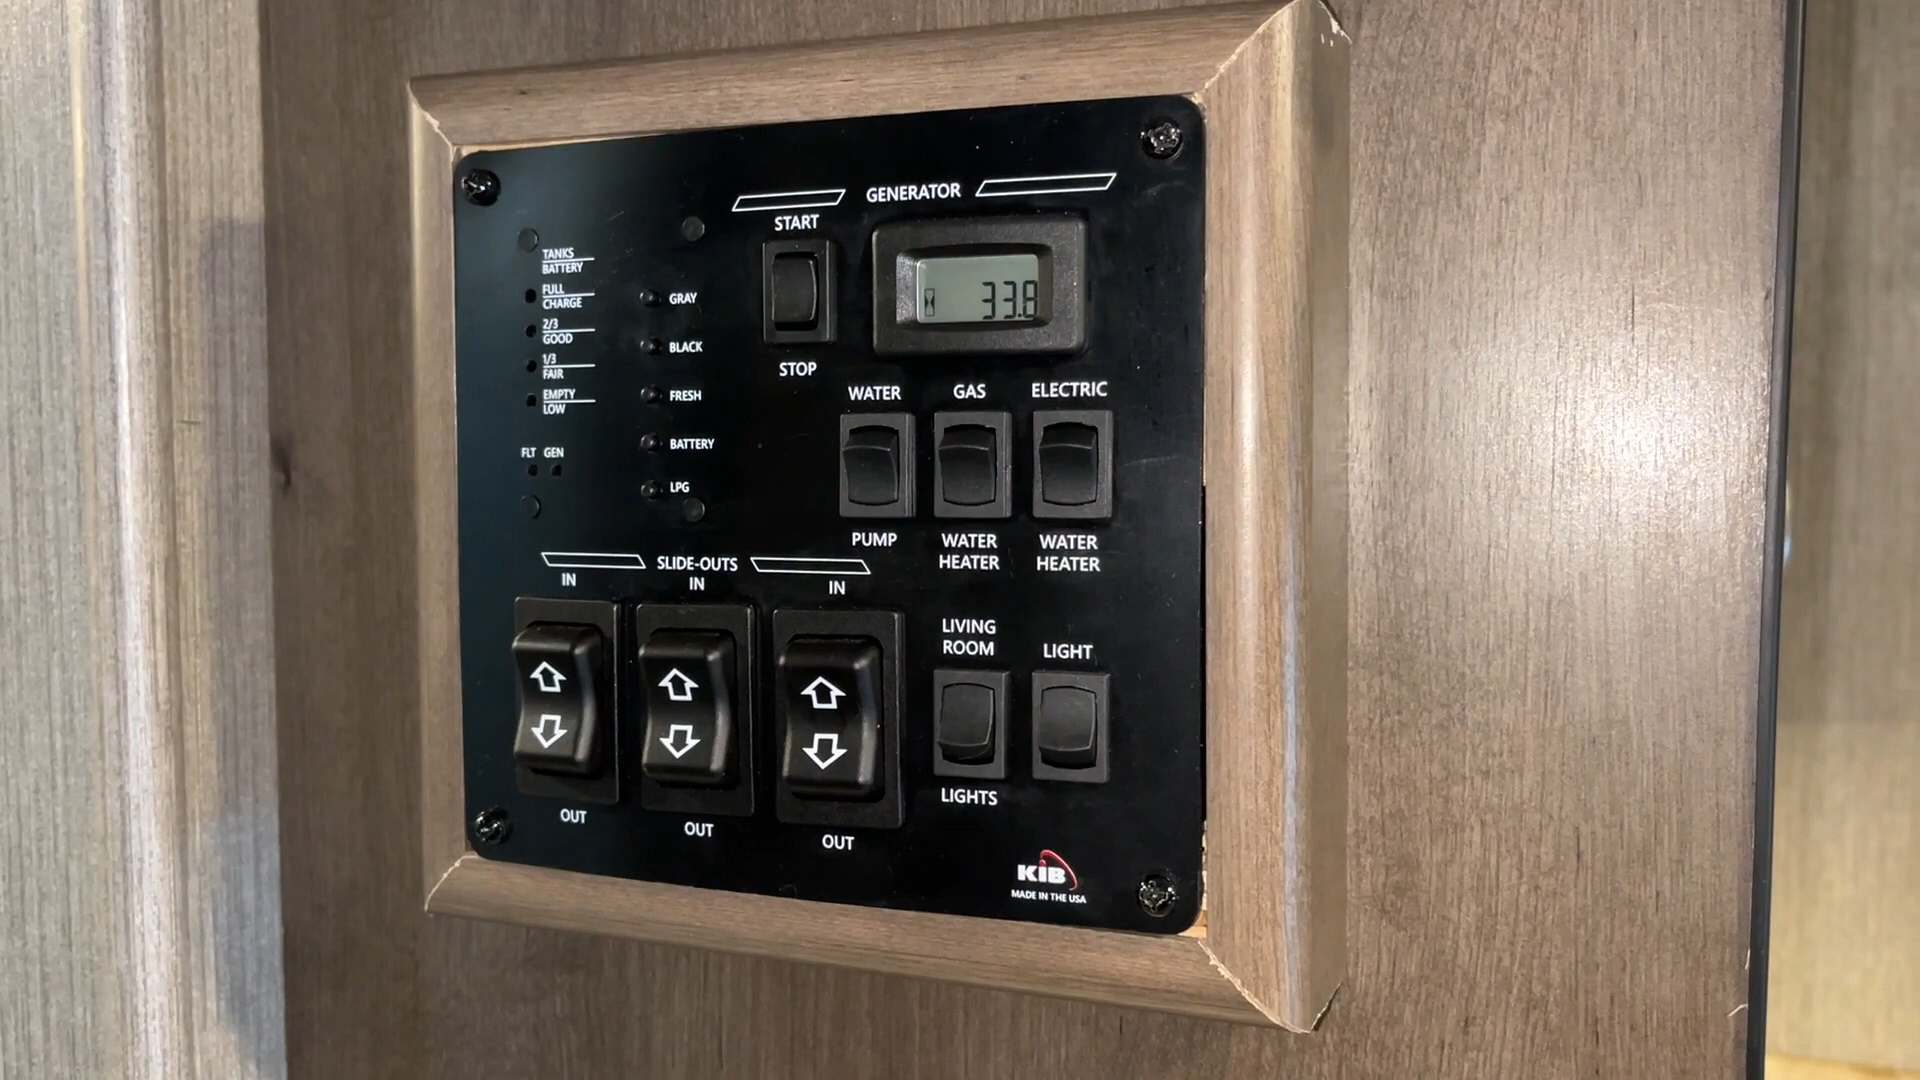 GENERATOR
START
33.8
STOP
TANKS
BATTERY
FULL
CHARGE
2/3
GOOD
1/3
FAIR
EMPTY
LOW
FLT GEN
GRAY
BLACK
FRESH
BATTERY
LPG
WATER
PUMP
GAS
WATER
HEATER
ELECTRIC
WATER
HEATER
SLIDE-OUTS
IN
IN
IN
OUT
OUT
OUT
LIVING
ROOM
LIGHTS
LIGHT
KiB
MADE IN THE USA